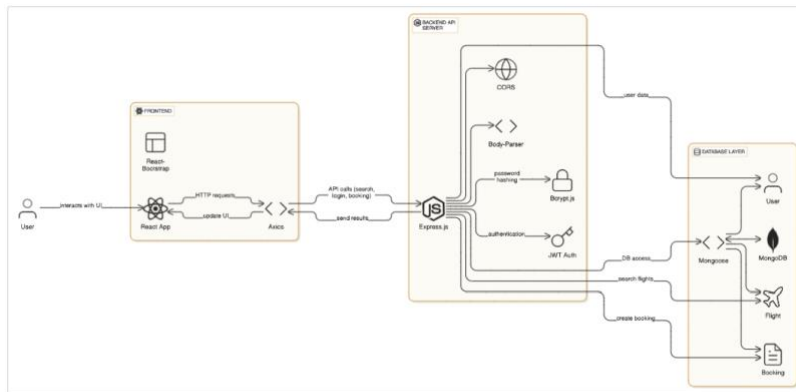 BACKEND API
SERVER
CORS
user data
FRONTEND
Body-Parser
React-
Bootstrap
DATABASE LAYER
HTTP requests
API calls (search,
login, booking)
password
hashing
interacts with UI
Bcrypt.js
User
User
update UI
send results
JS
React App
Axios
Express.js
authentication
JWT Auth
DB access
Mongoose
MongoDB
search flights
Flight
create booking
Booking